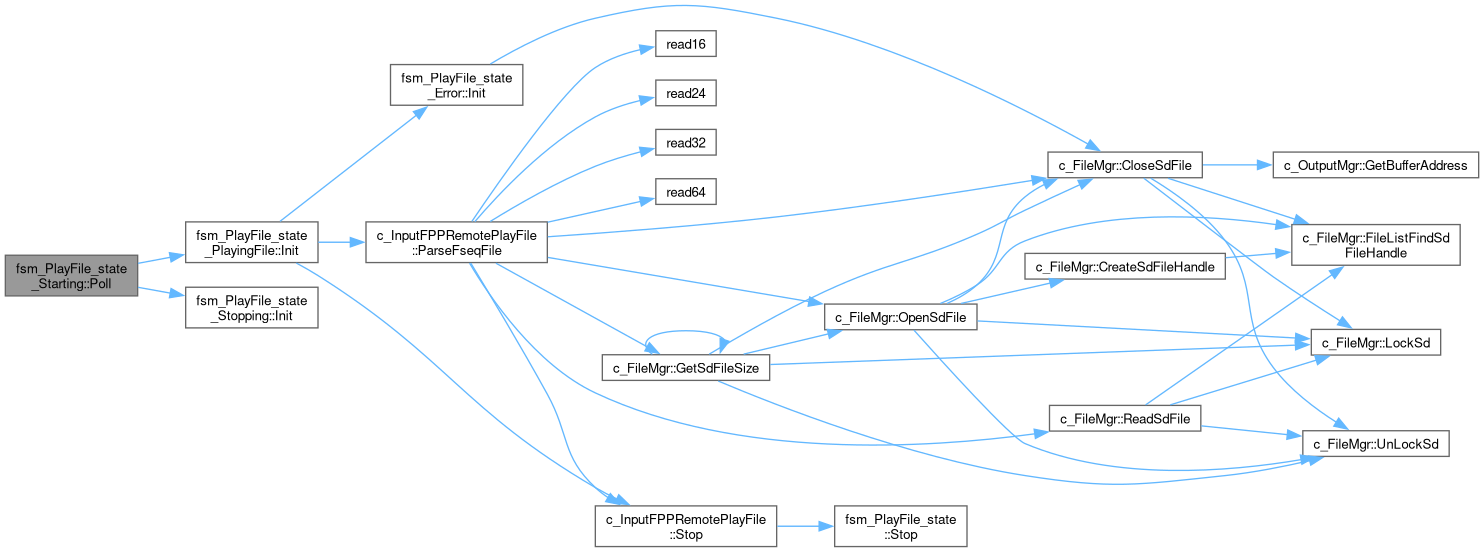 fsm_PlayFile_state
_Starting::Poll
fsm_PlayFile_state
_PlayingFile::Init
fsm_PlayFile_state
_Stopping::Init
fsm_PlayFile_state
_Error::Init
c_InputFPPRemotePlayFile
::ParseFseqFile
read16
read24
read32
read64
c_FileMgr::GetSdFileSize
c_InputFPPRemotePlayFile
::Stop
c_FileMgr::OpenSdFile
fsm_PlayFile_state
::Stop
c_FileMgr::CloseSdFile
c_FileMgr::CreateSdFileHandle
c_FileMgr::ReadSdFile
c_OutputMgr::GetBufferAddress
c_FileMgr::FileListFindSd
FileHandle
c_FileMgr::LockSd
c_FileMgr::UnLockSd